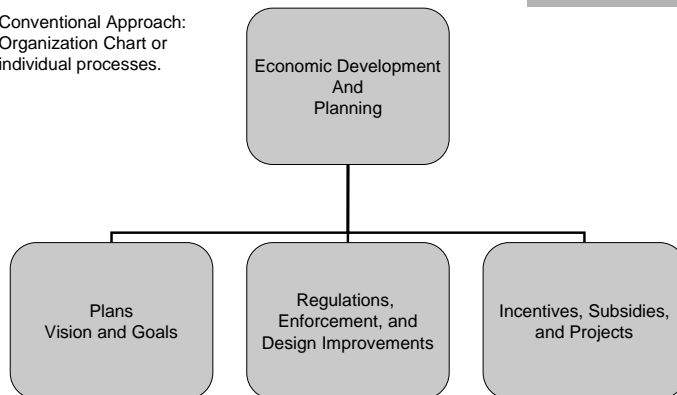 Conventional Approach:
Organization Chart or
individual processes.
Economic Development
And
Planning
Plans
Vision and Goals
Regulations,
Enforcement, and
Design Improvements
Incentives, Subsidies,
and Projects